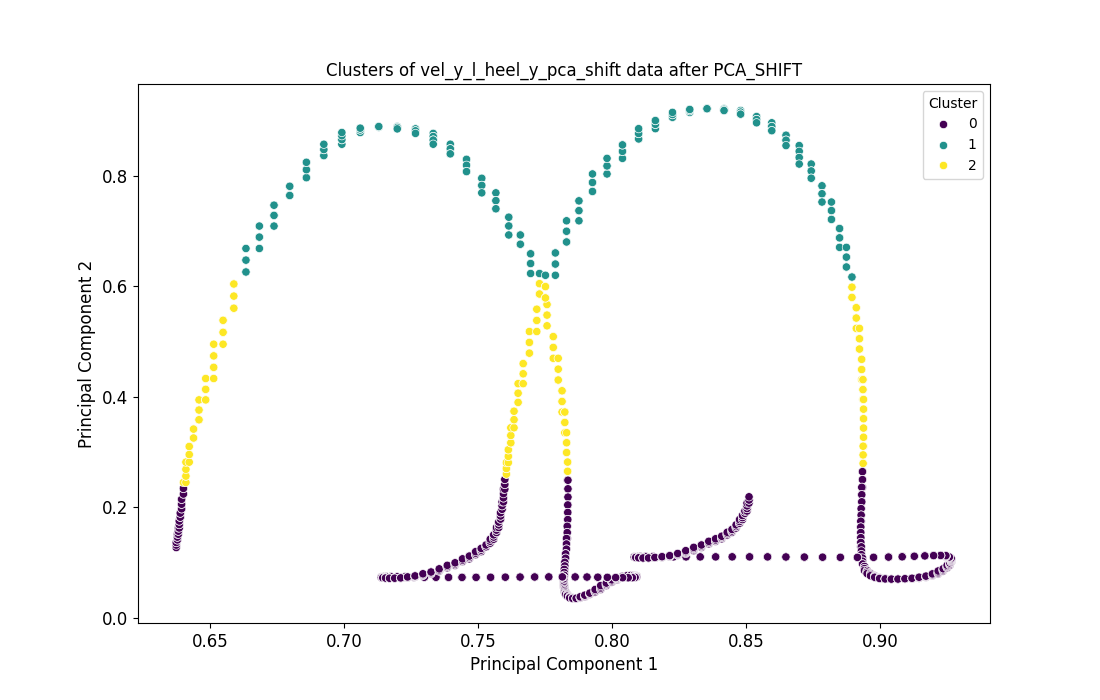 Clusters of vel_y_l_heel_y_pca_shift data after PCA_SHIFT
Cluster
0
1
2
Principal Component 2
0.8
0.6
0.4
0.2
0.0
0.65 0.70 0.75 0.80 0.85 0.90
Principal Component 1